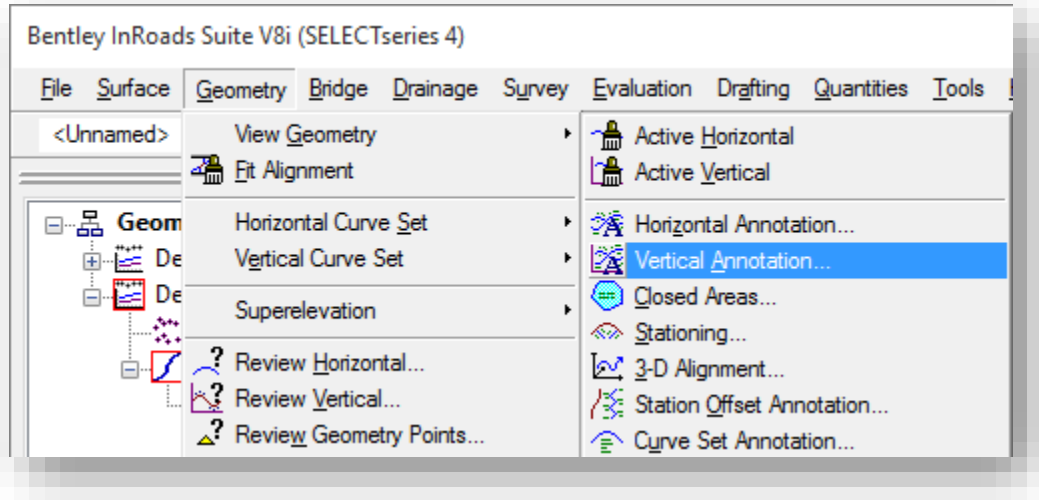 Bentley InRoads Suite V8i (SELECTseries 4)
File Surface Geometry Bridge Drainage Survey Evaluation Drafting Quantities Tools
<Unnamed>
View Geometry
Fit Alignment
Horizontal Curve Set
Vertical Curve Set
Superelevation
Review Horizontal...
Review Vertical...
Review Geometry Points...
Active Horizontal
Active Vertical
Horizontal Annotation...
Vertical Annotation...
Closed Areas...
Stationing...
3-D Alignment...
Station Offset Annotation...
Curve Set Annotation...
Geom
De
De